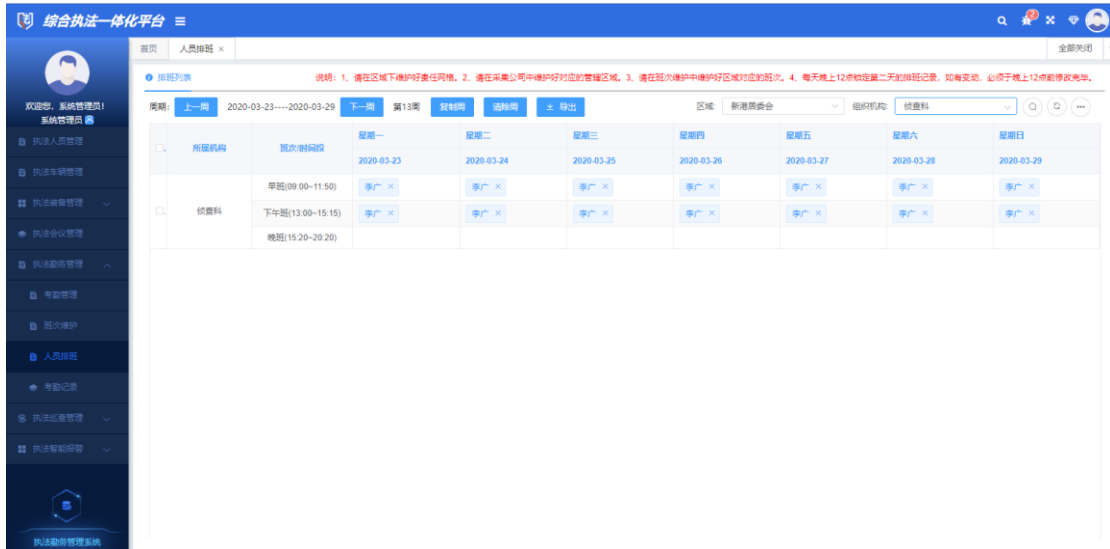 综合执法一体化平台
2
首页 人员排班 × 全部关闭
欢迎您，系统管理员！
系统管理员
执法人员管理
执法车辆管理
执法装备管理
执法会议管理
执法勤务管理
考勤管理
班次维护
人员排班
考勤记录
执法巡查管理
执法智能报警
执法勤务管理系统
排班列表 说明：1、请在区域下维护好责任网格。2、请在采集公司中维护好对应的管辖区域。3、请在班次维护中维护好区域对应的班次。4、每天晚上12点锁定第二天的排班记录，如有变动，必须于晚上12点前修改完毕。
周期: 上一周 2020-03-23----2020-03-29 下一周 第13周 复制周 清除周 导出 区域: 新港居委会 组织机构: 侦查科
所属机构 班次/时间段 星期一 星期二 星期三 星期四 星期五 星期六 星期日
2020-03-23 2020-03-24 2020-03-25 2020-03-26 2020-03-27 2020-03-28 2020-03-29
早班(09:00~11:50) 李广 × 李广 × 李广 × 李广 × 李广 × 李广 × 李广 ×
侦查科 下午班(13:00~15:15) 李广 × 李广 × 李广 × 李广 × 李广 × 李广 × 李广 ×
晚班(15:20~20:20)